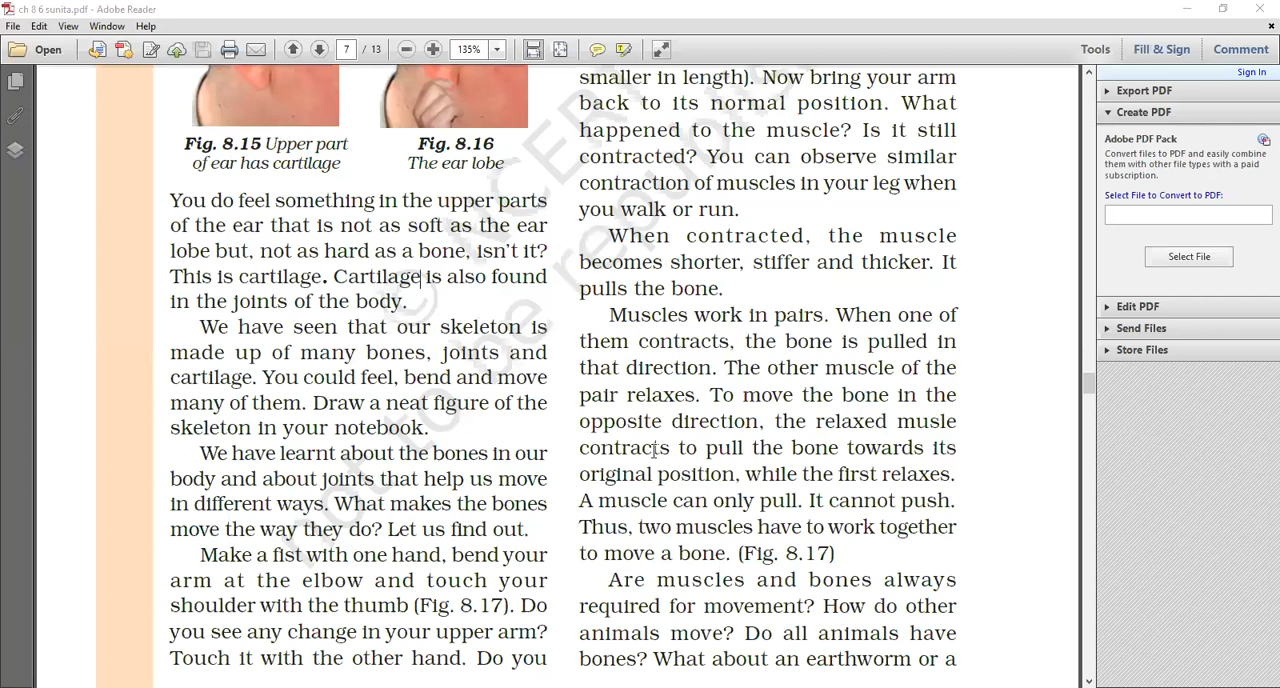 ch 8 6 sunita.pdf - Adobe Reader
File Edit View Window Help
Open 7 / 13 135% Tools Fill & Sign Comment
Sign In
Export PDF
Create PDF
Adobe PDF Pack
Convert files to PDF and easily combine
them with other file types with a paid
subscription.
Select File to Convert to PDF:
Select File
Edit PDF
Send Files
Store Files
Fig. 8.15 Upper part
of ear has cartilage
Fig. 8.16
The ear lobe
You do feel something in the upper parts
of the ear that is not as soft as the ear
lobe but, not as hard as a bone, isn't it?
This is cartilage. Cartilage is also found
in the joints of the body.
We have seen that our skeleton is
made up of many bones, joints and
cartilage. You could feel, bend and move
many of them. Draw a neat figure of the
skeleton in your notebook.
We have learnt about the bones in our
body and about joints that help us move
in different ways. What makes the bones
move the way they do? Let us find out.
Make a fist with one hand, bend your
arm at the elbow and touch your
shoulder with the thumb (Fig. 8.17). Do
you see any change in your upper arm?
Touch it with the other hand. Do you
smaller in length). Now bring your arm
back to its normal position. What
happened to the muscle? Is it still
contracted? You can observe similar
contraction of muscles in your leg when
you walk or run.
When contracted, the muscle
becomes shorter, stiffer and thicker. It
pulls the bone.
Muscles work in pairs. When one of
them contracts, the bone is pulled in
that direction. The other muscle of the
pair relaxes. To move the bone in the
opposite direction, the relaxed musle
contracts to pull the bone towards its
original position, while the first relaxes.
A muscle can only pull. It cannot push.
Thus, two muscles have to work together
to move a bone. (Fig. 8.17)
Are muscles and bones always
required for movement? How do other
animals move? Do all animals have
bones? What about an earthworm or a
© NCERT
not to be republish